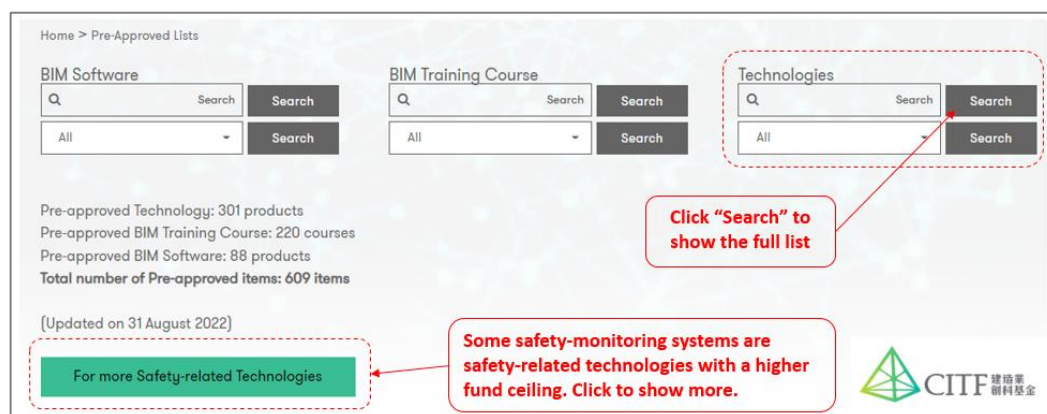 Home > Pre-Approved Lists
BIM Software
Search Search
All Search
BIM Training Course
Search Search
All Search
Technologies
Search Search
All Search
Click “Search” to
show the full list
Pre-approved Technology: 301 products
Pre-approved BIM Training Course: 220 courses
Pre-approved BIM Software: 88 products
Total number of Pre-approved items: 609 items
(Updated on 31 August 2022)
For more Safety-related Technologies
Some safety-monitoring systems are
safety-related technologies with a higher
fund ceiling. Click to show more.
CITF 建造業
創科基金